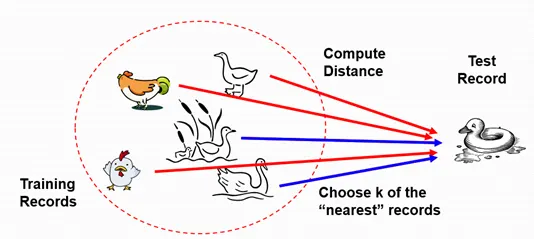 Compute
Distance
Test
Record
Training
Records
Choose k of the
“nearest” records